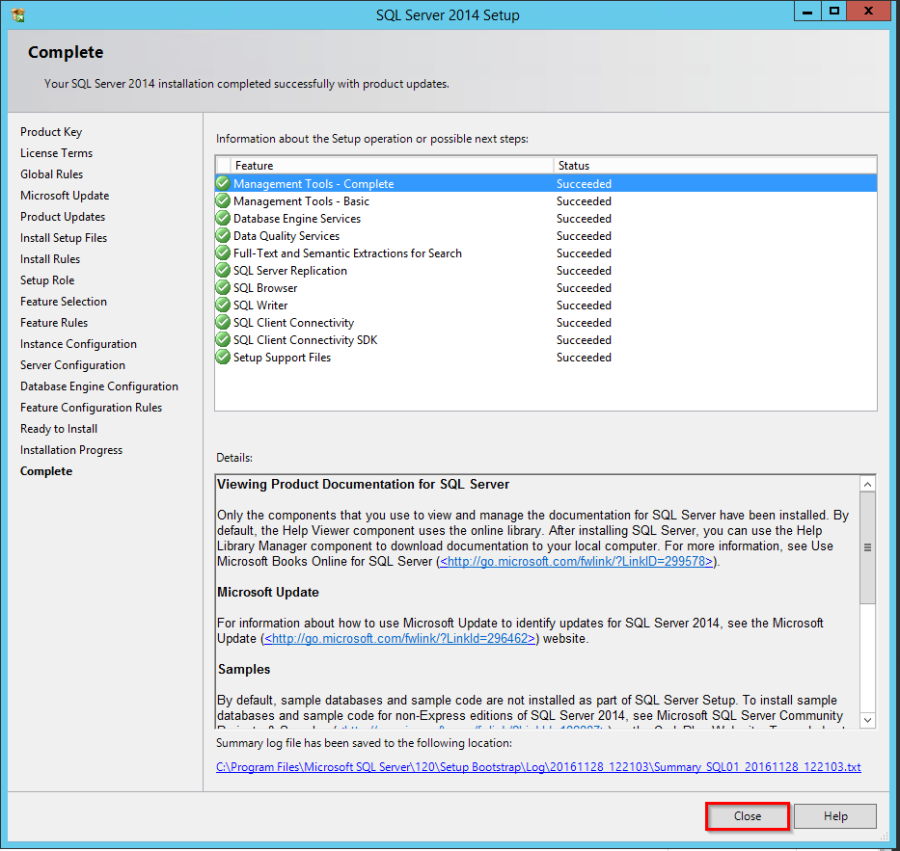 SQL Server 2014 Setup
Complete
Your SQL Server 2014 installation completed successfully with product updates.
Product Key
License Terms
Global Rules
Microsoft Update
Product Updates
Install Setup Files
Install Rules
Setup Role
Feature Selection
Feature Rules
Instance Configuration
Server Configuration
Database Engine Configuration
Feature Configuration Rules
Ready to Install
Installation Progress
Complete
Information about the Setup operation or possible next steps:
Feature Status
Management Tools - Complete Succeeded
Management Tools - Basic Succeeded
Database Engine Services Succeeded
Data Quality Services Succeeded
Full-Text and Semantic Extractions for Search Succeeded
SQL Server Replication Succeeded
SQL Browser Succeeded
SQL Writer Succeeded
SQL Client Connectivity Succeeded
SQL Client Connectivity SDK Succeeded
Setup Support Files Succeeded
Details:
Viewing Product Documentation for SQL Server
Only the components that you use to view and manage the documentation for SQL Server have been installed. By
default, the Help Viewer component uses the online library. After installing SQL Server, you can use the Help
Library Manager component to download documentation to your local computer. For more information, see Use
Microsoft Books Online for SQL Server (<http://go.microsoft.com/fwlink/?LinkID=299578>).
Microsoft Update
For information about how to use Microsoft Update to identify updates for SQL Server 2014, see the Microsoft
Update (<http://go.microsoft.com/fwlink/?LinkId=296462>) website.
Samples
By default, sample databases and sample code are not installed as part of SQL Server Setup. To install sample
databases and sample code for non-Express editions of SQL Server 2014, see Microsoft SQL Server Community
Summary log file has been saved to the following location:
C:\Program Files\Microsoft SQL Server\120\Setup Bootstrap\Log\20161128_122103\Summary_SQL01_20161128_122103.txt
Close Help